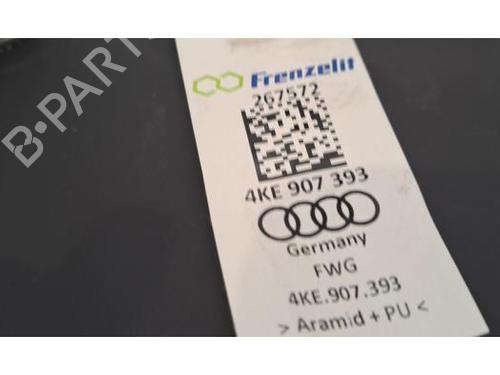 B-PARTS
Frenzelit
267572
4KE 907 393
Germany
FWG
4KE.907.393
> Aramid + PU <